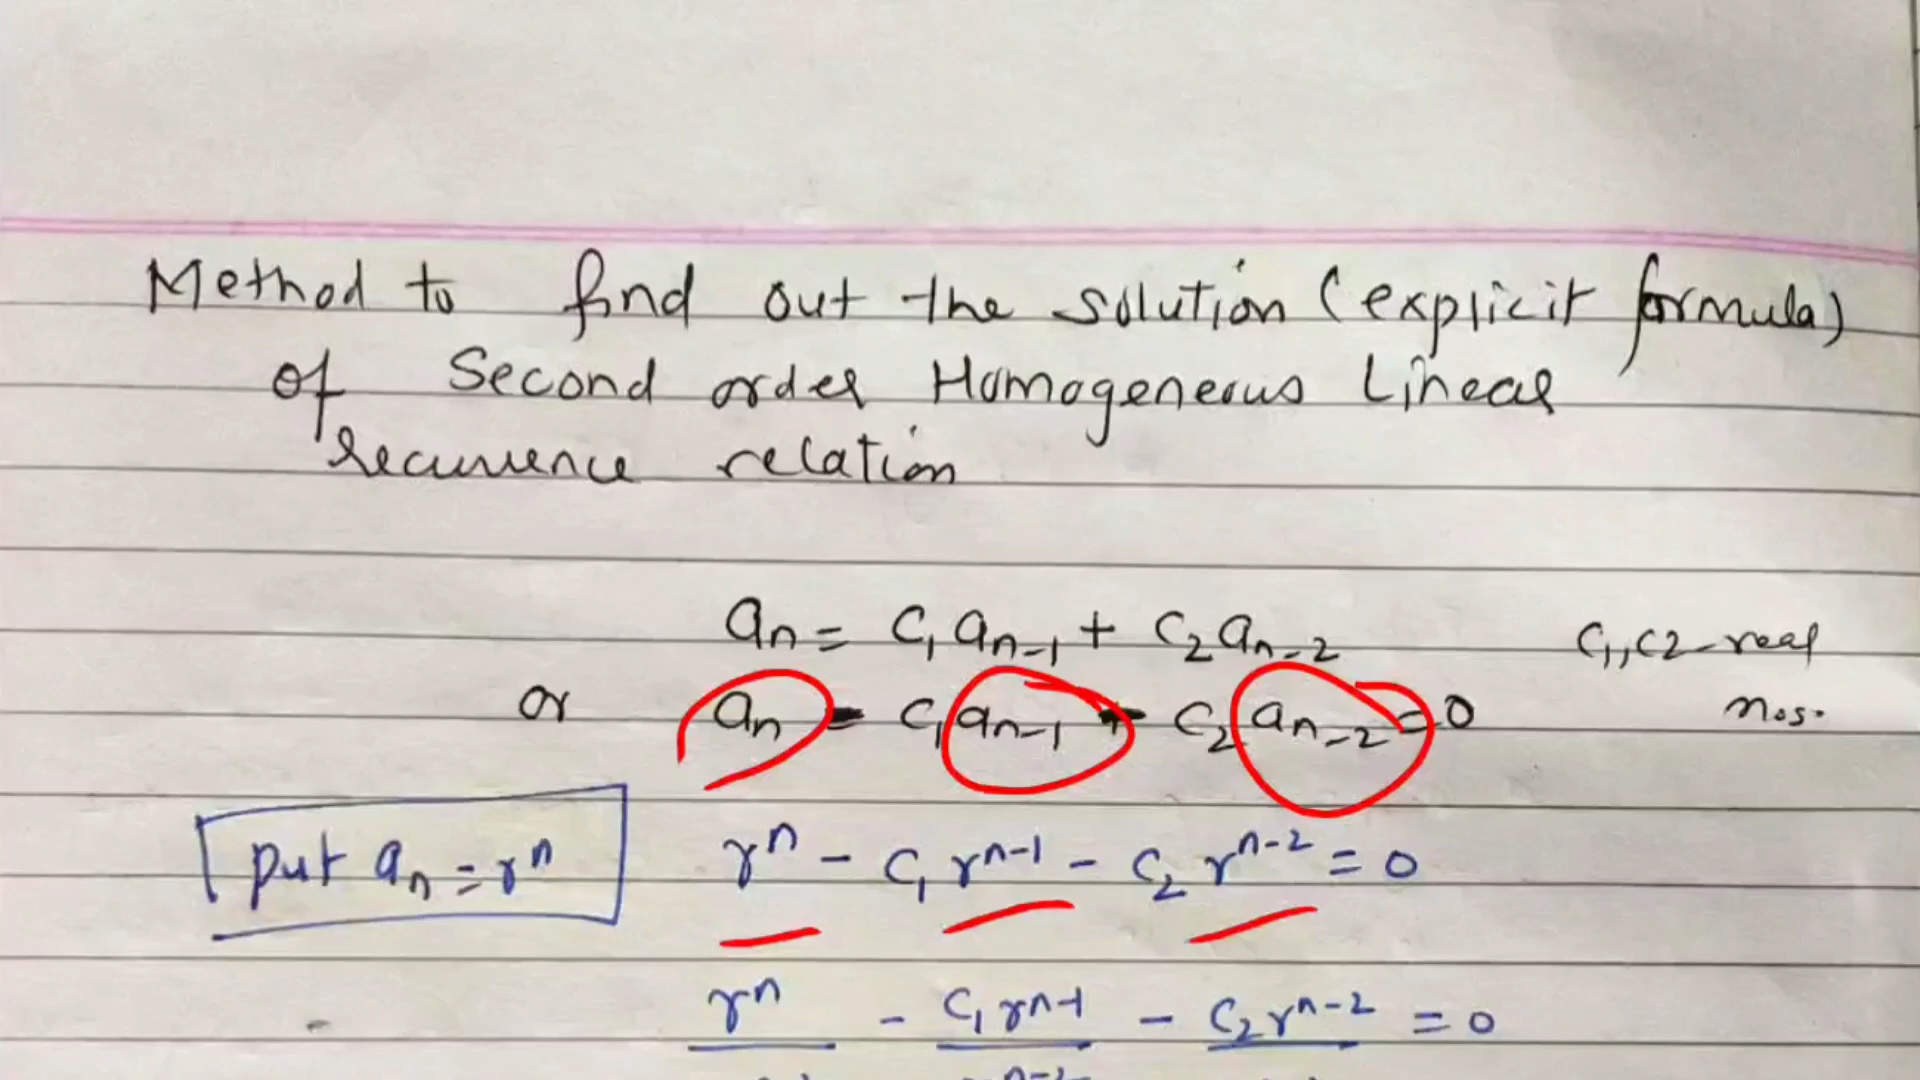 Method to find out the solution (explicit formula)
of Second order Homogeneous Linear
recurrence relation
aₙ = C₁aₙ₋₁ + C₂aₙ₋₂ C₁, C2 - real
or aₙ - C₁aₙ₋₁ - C₂aₙ₋₂ = 0 nos.
put aₙ = rⁿ rⁿ - C₁rⁿ⁻¹ - C₂rⁿ⁻² = 0
rⁿ - C₁rⁿ⁻¹ - C₂rⁿ⁻² = 0